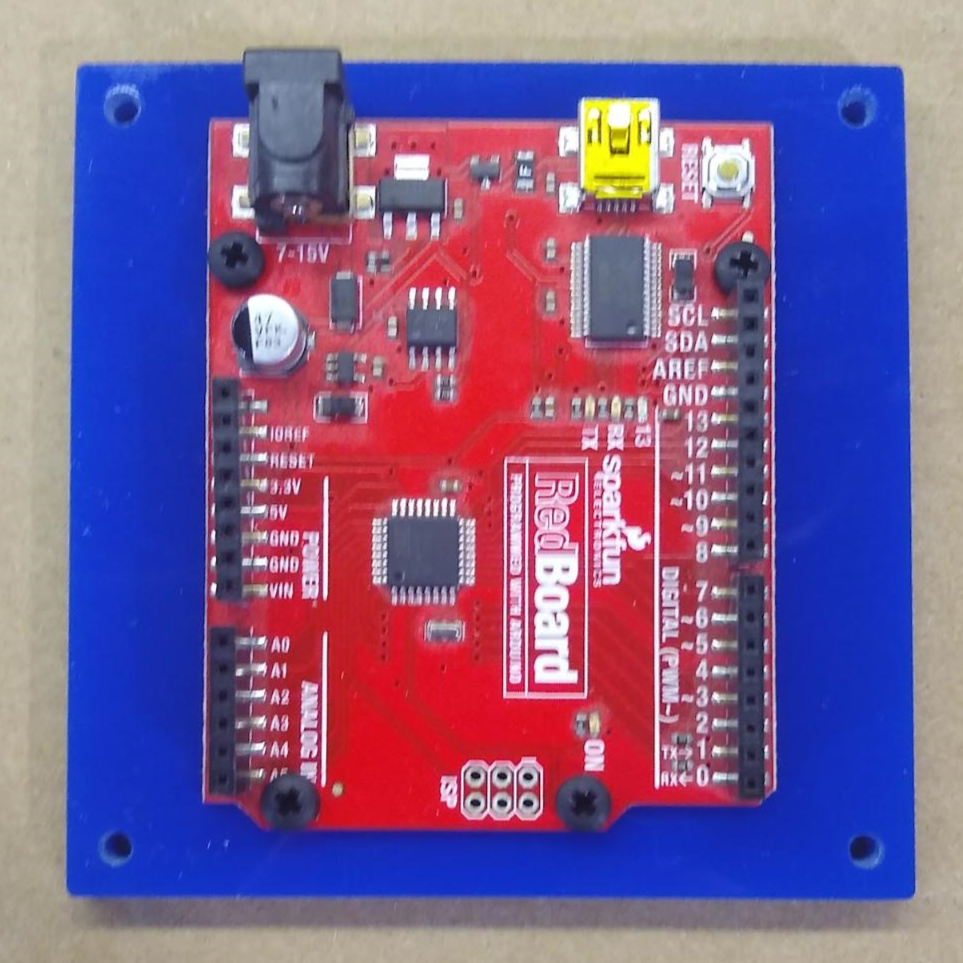 RESET
7-15V
SCL
SDA
AREF
GND
13
12
~11
~10
~9
8
TX
RX
13
IOREF
RESET
3.3V
5V
GND
GND
VIN
POWER
sparkfun
ELECTRONICS
RedBoard
PROGRAMMED WITH ARDUINO
7
~6
~5
4
~3
2
TX→1
RX←0
DIGITAL (PWM~)
A0
A1
A2
A3
A4
ANALOG IN
ON
ISP